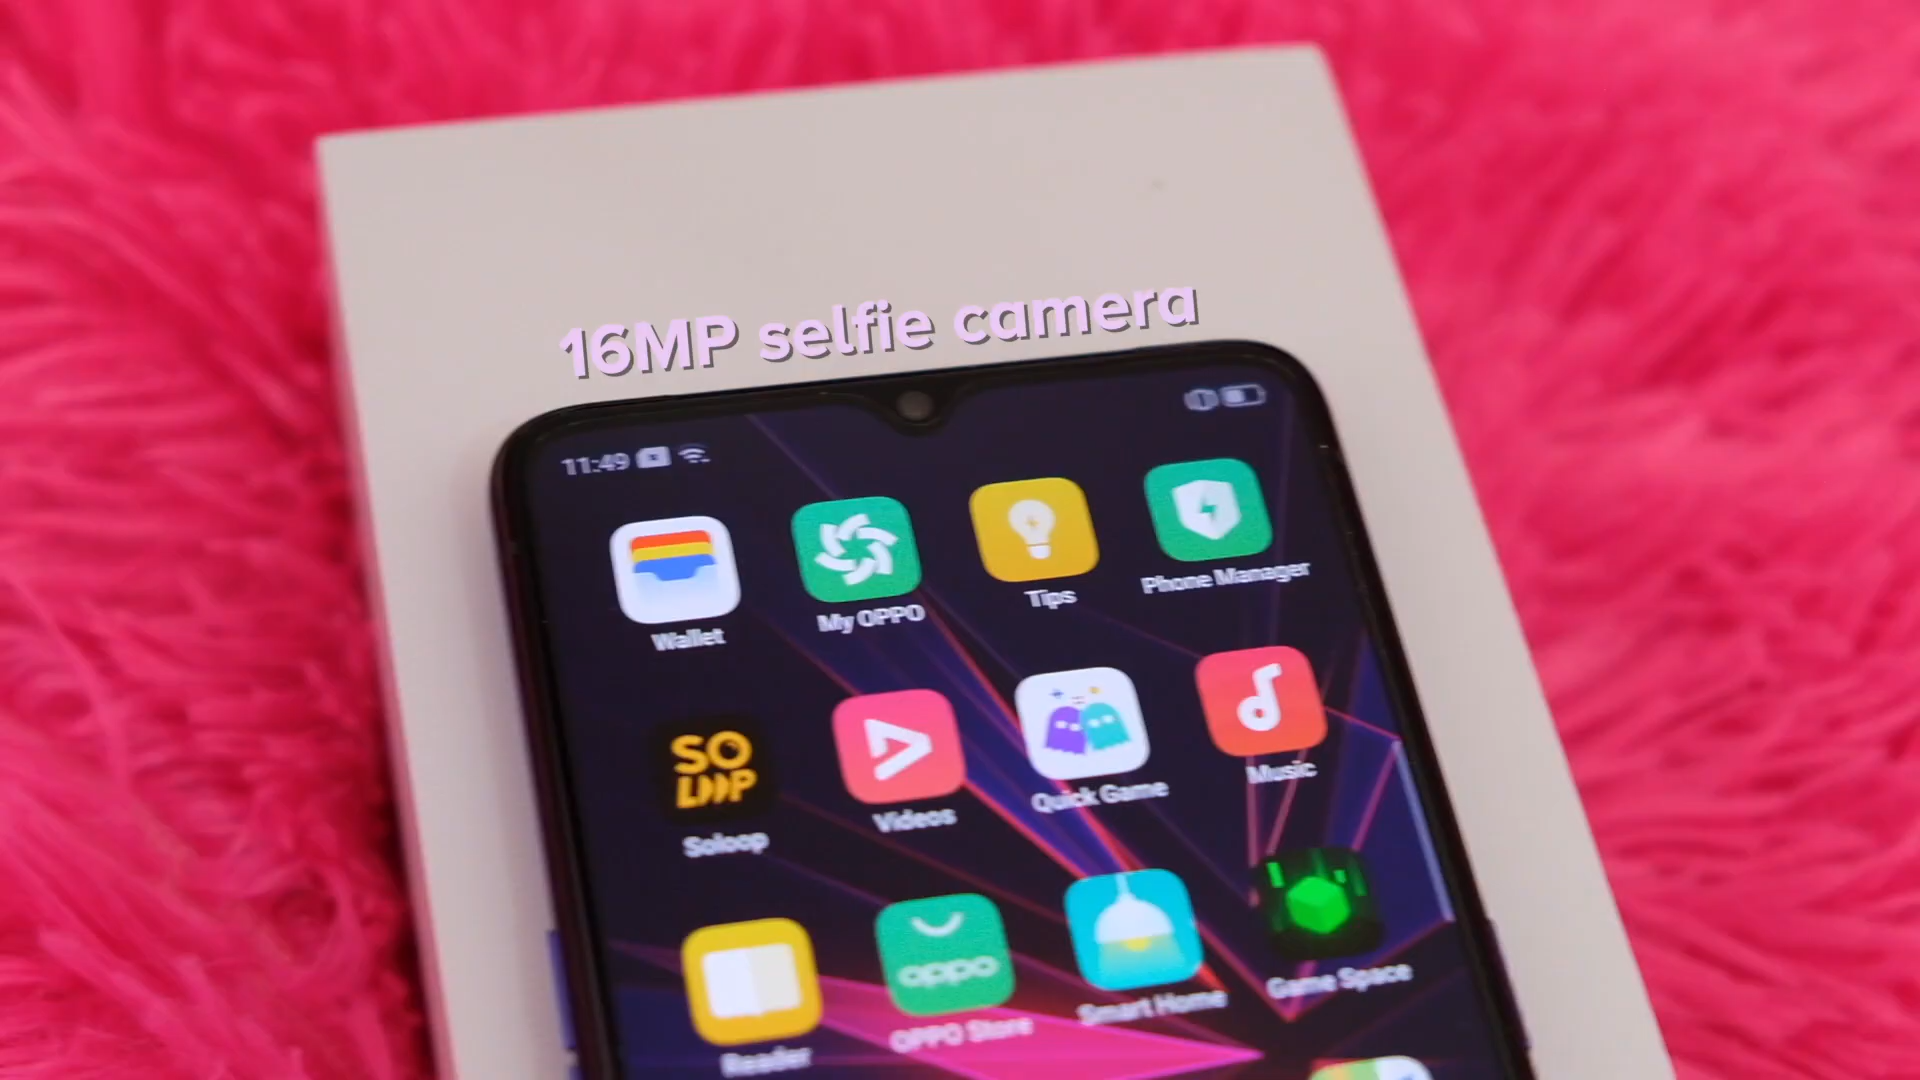 16MP selfie camera
11:49
Wallet
My OPPO
Tips
Phone Manager
SO
LOOP
Soloop
Videos
Quick Game
Music
oppo
Reader
OPPO Store
Smart Home
Game Space